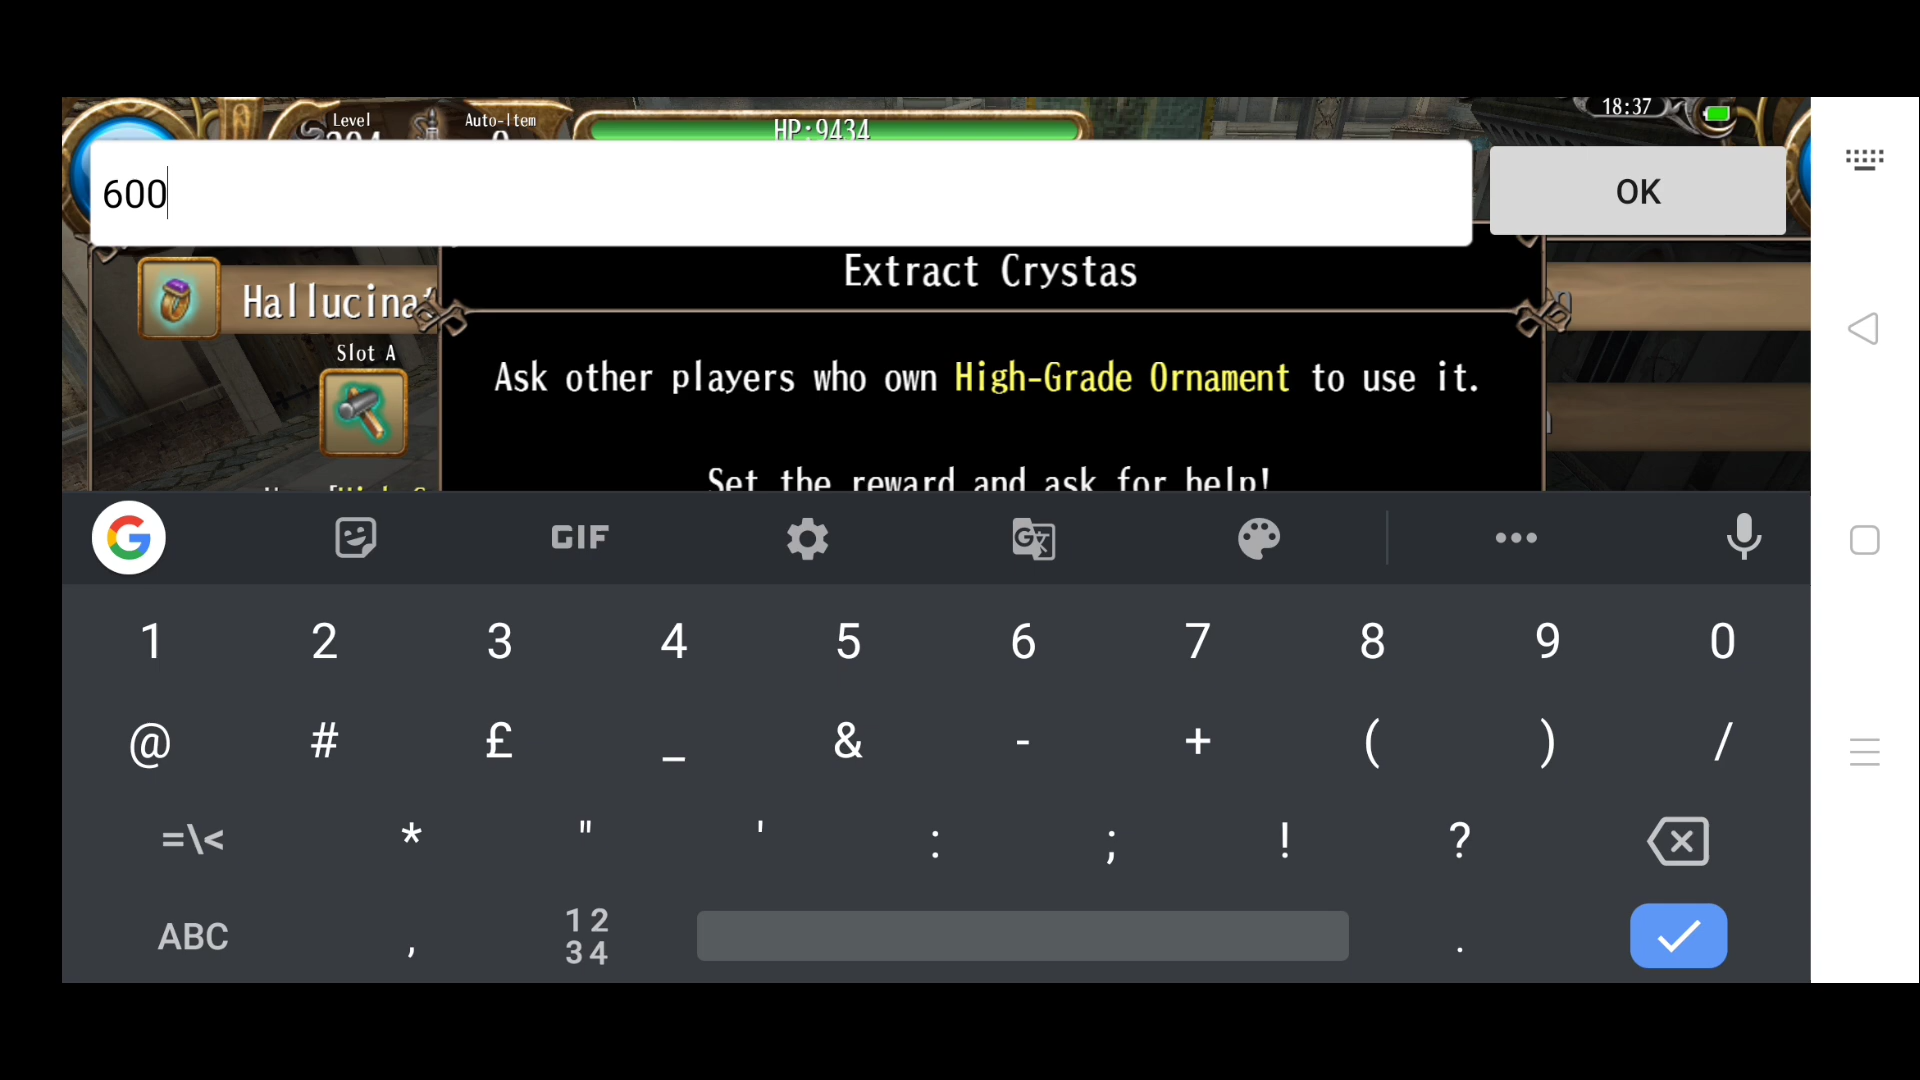 Level
Auto-Item
HP:9434
18:37
600
OK
Extract Crystas
Slot A
Ask other players who own High-Grade Ornament to use it.
Set the reward and ask for help!
GIF
1 2 3 4 5 6 7 8 9 0
@ # £ _ & - + ( ) /
=\< * " ' : ; ! ?
ABC , 12 34 .